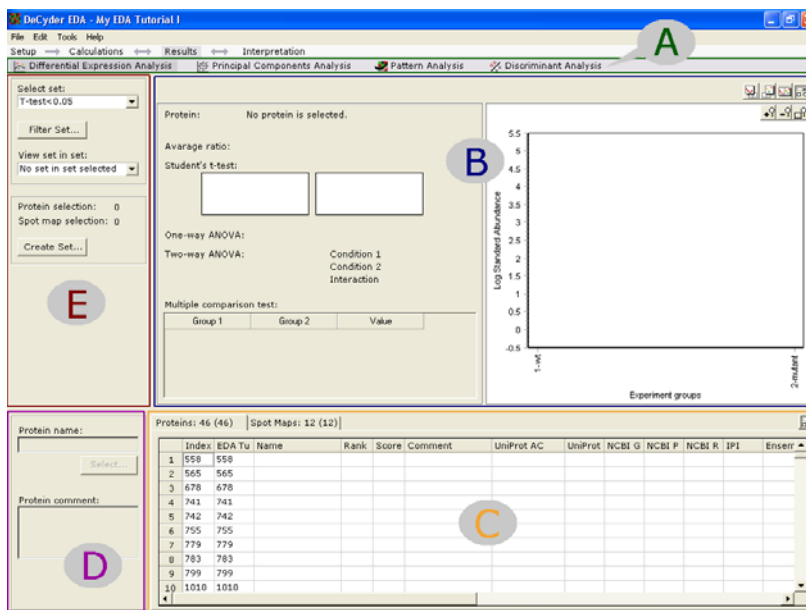 DeCyder EDA - My EDA Tutorial I
File Edit Tools Help
Setup Calculations Results Interpretation
A
Differential Expression Analysis Principal Components Analysis Pattern Analysis Discriminant Analysis
Select set:
T-test<0.05
Filter Set...
View set in set:
No set in set selected
Protein selection: 0
Spot map selection: 0
Create Set...
E
Protein: No protein is selected.
Avarage ratio:
Student's t-test:
One-way ANOVA:
Two-way ANOVA: Condition 1
Condition 2
Interaction
Multiple comparison test:
Group 1 Group 2 Value
B
Log Standard Abundance
5.5
5
4.5
4
3.5
3
2.5
2
1.5
1
0.5
0
-0.5
1-wt
2-mutant
Experiment groups
Protein name:
Select...
Protein comment:
D
Proteins: 46 (46) Spot Maps: 12 (12)
Index EDA Tu Name Rank Score Comment UniProt AC UniProt NCBI G NCBI P NCBI R IPI Ensem
1 558 558
2 565 565
3 678 678
4 741 741
5 742 742
6 755 755
7 779 779
8 783 783
9 799 799
10 1010 1010
C